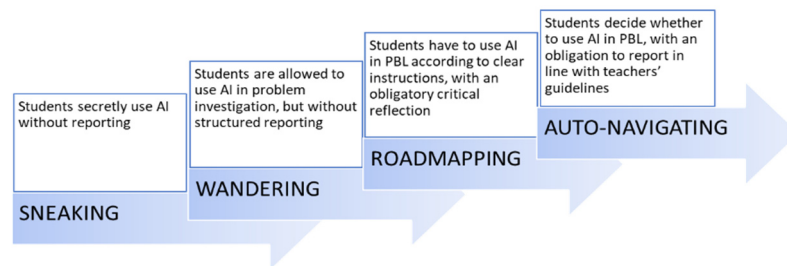 Students secretly use AI
without reporting
SNEAKING
Students are allowed to
use AI in problem
investigation, but without
structured reporting
WANDERING
Students have to use AI
in PBL according to clear
instructions, with an
obligatory critical
reflection
ROADMAPPING
Students decide whether
to use AI in PBL, with an
obligation to report in
line with teachers’
guidelines
AUTO-NAVIGATING